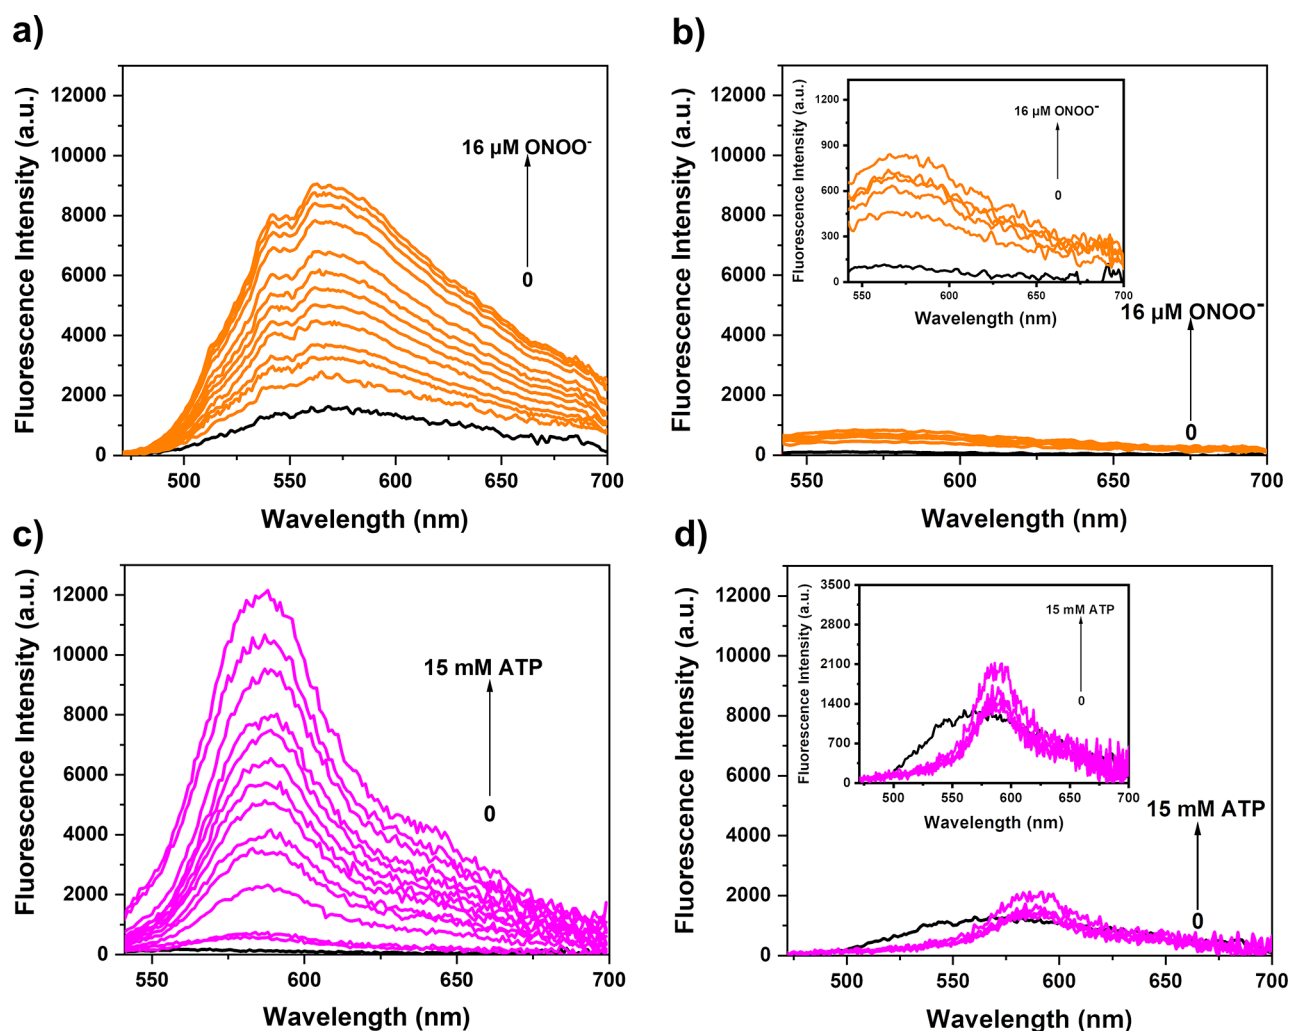 a)
Fluorescence Intensity (a.u.)
12000
10000
8000
6000
4000
2000
0
16 μM ONOO⁻
0
500 550 600 650 700
Wavelength (nm)
b)
Fluorescence Intensity (a.u.)
12000
10000
8000
6000
4000
2000
0
Fluorescence Intensity (a.u.)
1200
900
600
300
0
16 μM ONOO⁻
0
550 600 650 700
Wavelength (nm)
16 μM ONOO⁻
0
550 600 650 700
Wavelength (nm)
c)
Fluorescence Intensity (a.u.)
12000
10000
8000
6000
4000
2000
0
15 mM ATP
0
550 600 650 700
Wavelength (nm)
d)
Fluorescence Intensity (a.u.)
12000
10000
8000
6000
4000
2000
0
Fluorescence Intensity (a.u.)
3500
2800
2100
1400
700
0
15 mM ATP
0
500 550 600 650 700
Wavelength (nm)
15 mM ATP
0
500 550 600 650 700
Wavelength (nm)